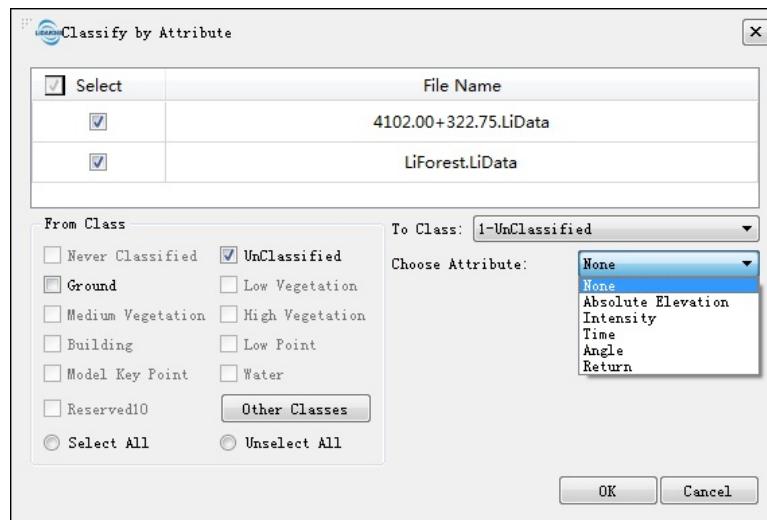 Classify by Attribute
Select File Name
4102.00+322.75.LiData
LiForest.LiData
From Class
Never Classified UnClassified
Ground Low Vegetation
Medium Vegetation High Vegetation
Building Low Point
Model Key Point Water
Reserved10 Other Classes
Select All Unselect All
To Class: 1-UnClassified
Choose Attribute: None
None
Absolute Elevation
Intensity
Time
Angle
Return
OK Cancel